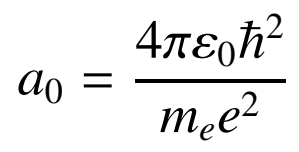 a₀ = 4πε₀ħ² / mₑe²